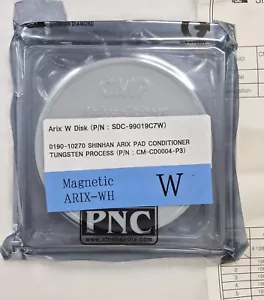 SHINHAN DIAMOND
Arix W Disk (P/N : SDC-99019C7W)
0190-10270 SHINHAN ARIX PAD CONDITIONER
TUNGSTEN PROCESS (P/N : CM-CD0004-P3)
Magnetic
ARIX-WH
W
PNC